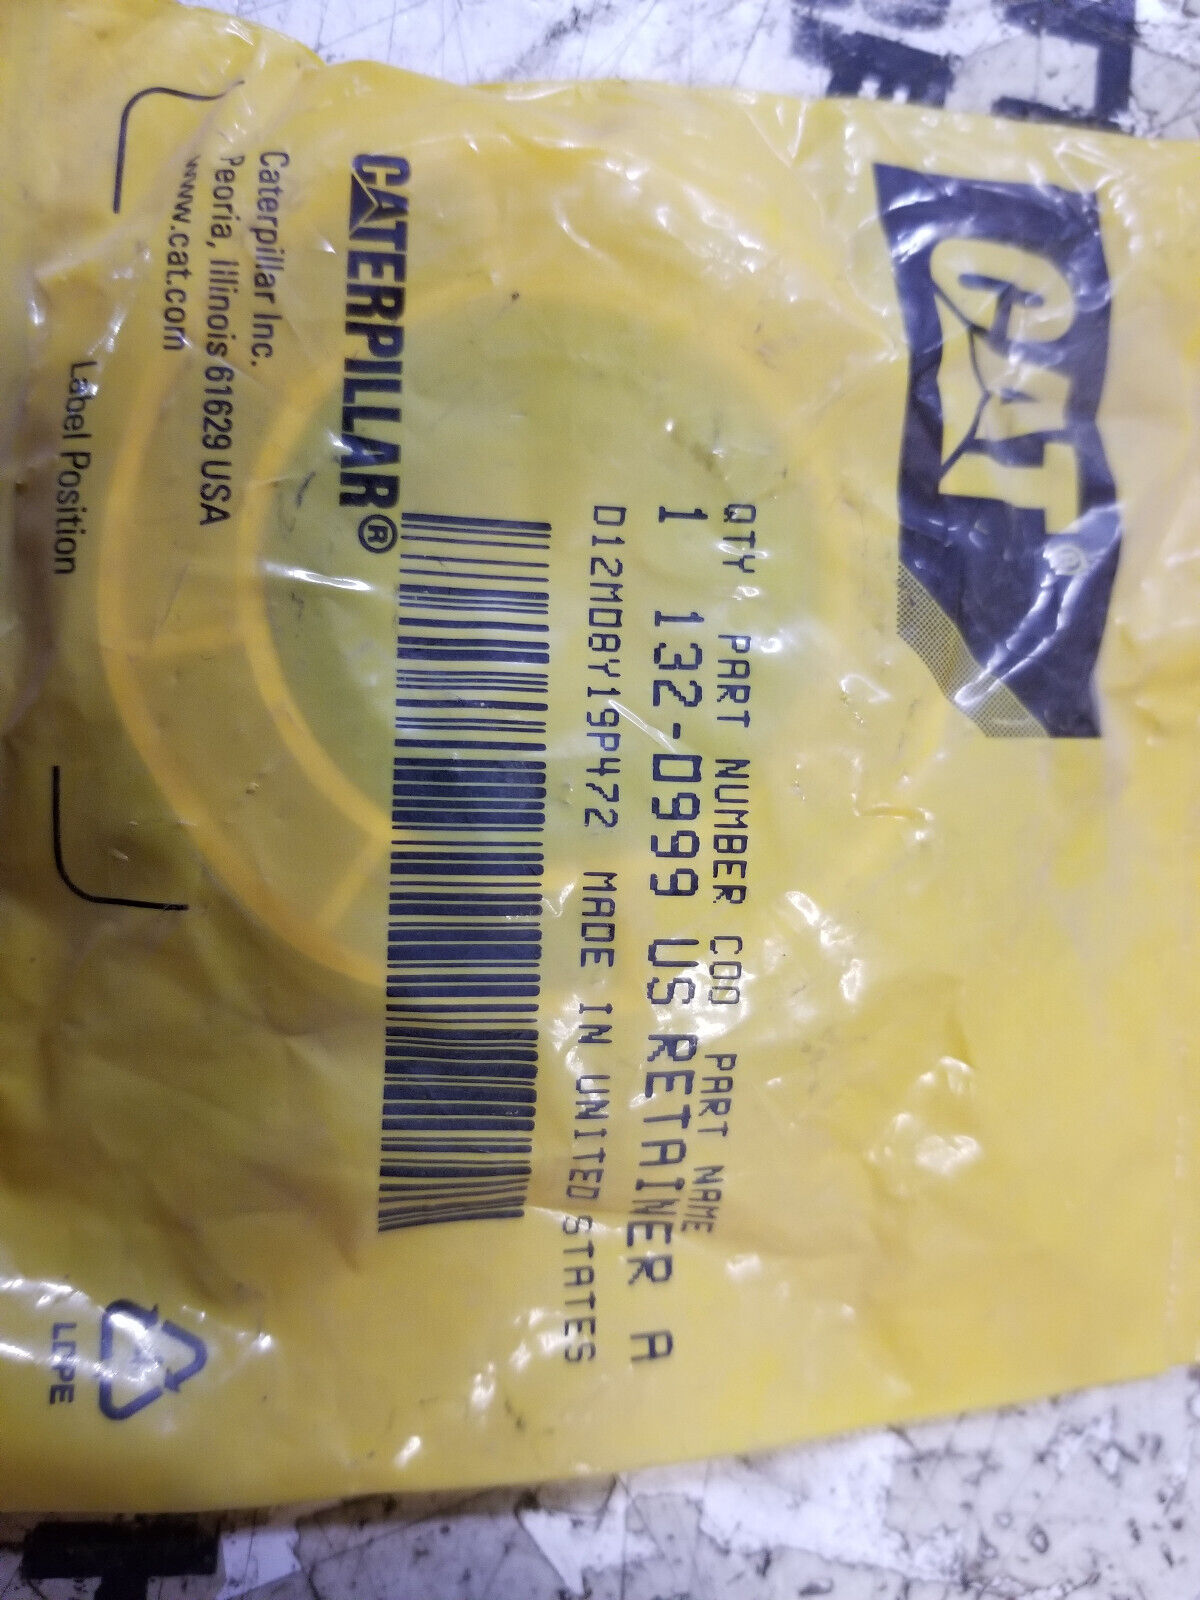 CAT®
QTY PART NUMBER COO PART NAME
1 132-0999 US RETAINER A
D12M08Y19P472 MADE IN UNITED STATES
CATERPILLAR®
Caterpillar Inc.
Peoria, Illinois 61629 USA
www.cat.com
Label Position
LDPE